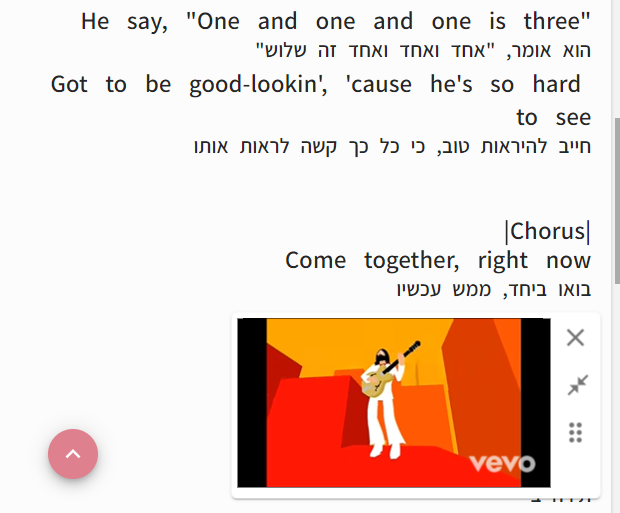 He say, "One and one and one is three"
הוא אומר, "אחד ואחד ואחד זה שלוש"
Got to be good-lookin', 'cause he's so hard
to see
חייב להיראות טוב, כי כל כך קשה לראות אותו
|Chorus|
Come together, right now
בואו ביחד, ממש עכשיו
vevo